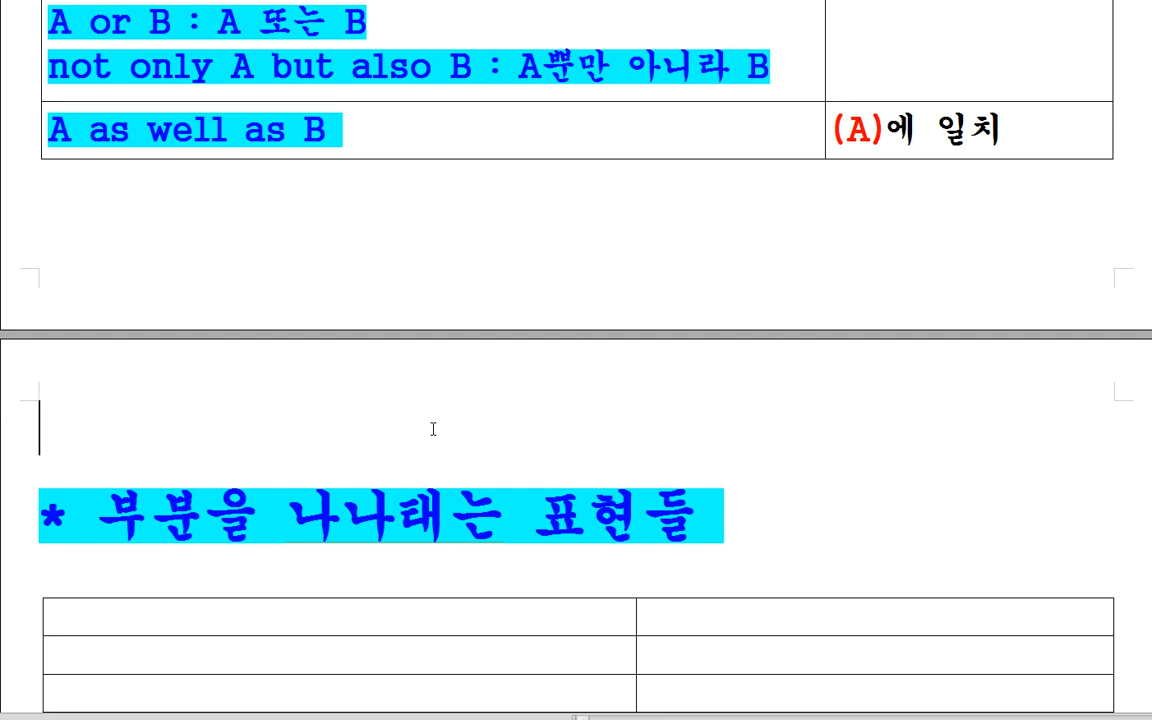 A or B : A 또는 B
not only A but also B : A뿐만 아니라 B
A as well as B
(A)에 일치
* 부분을 나나태는 표현들